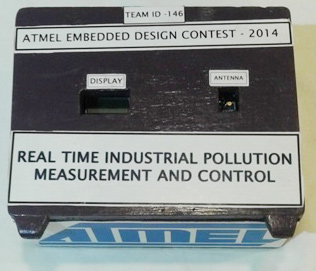 TEAM ID -146
ATMEL EMBEDDED DESIGN CONTEST - 2014
DISPLAY
ANTENNA
REAL TIME INDUSTRIAL POLLUTION
MEASUREMENT AND CONTROL
ATMEL